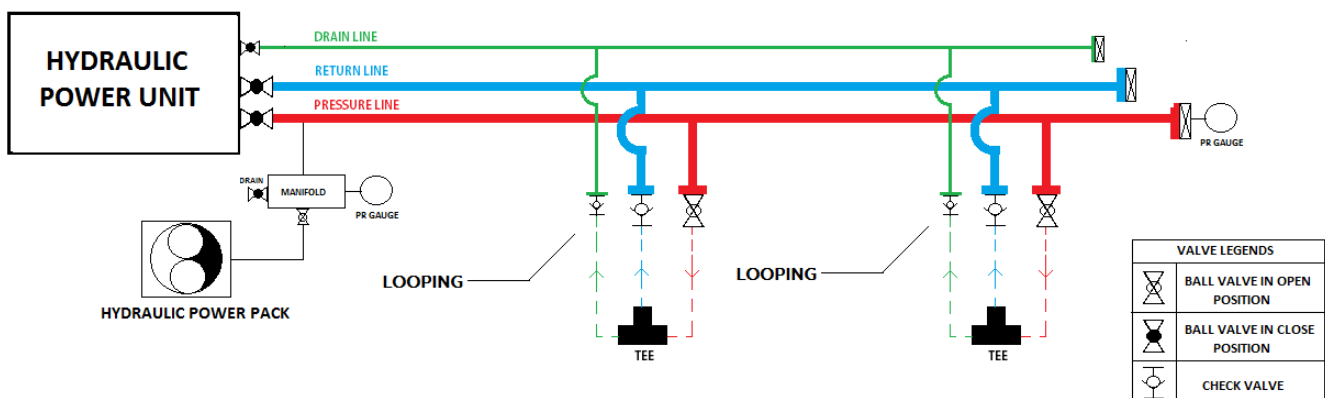 HYDRAULIC
POWER UNIT
DRAIN LINE
RETURN LINE
PRESSURE LINE
PR GAUGE
DRAIN
MANIFOLD
PR GAUGE
HYDRAULIC POWER PACK
LOOPING
TEE
LOOPING
TEE
VALVE LEGENDS
BALL VALVE IN OPEN
POSITION
BALL VALVE IN CLOSE
POSITION
CHECK VALVE